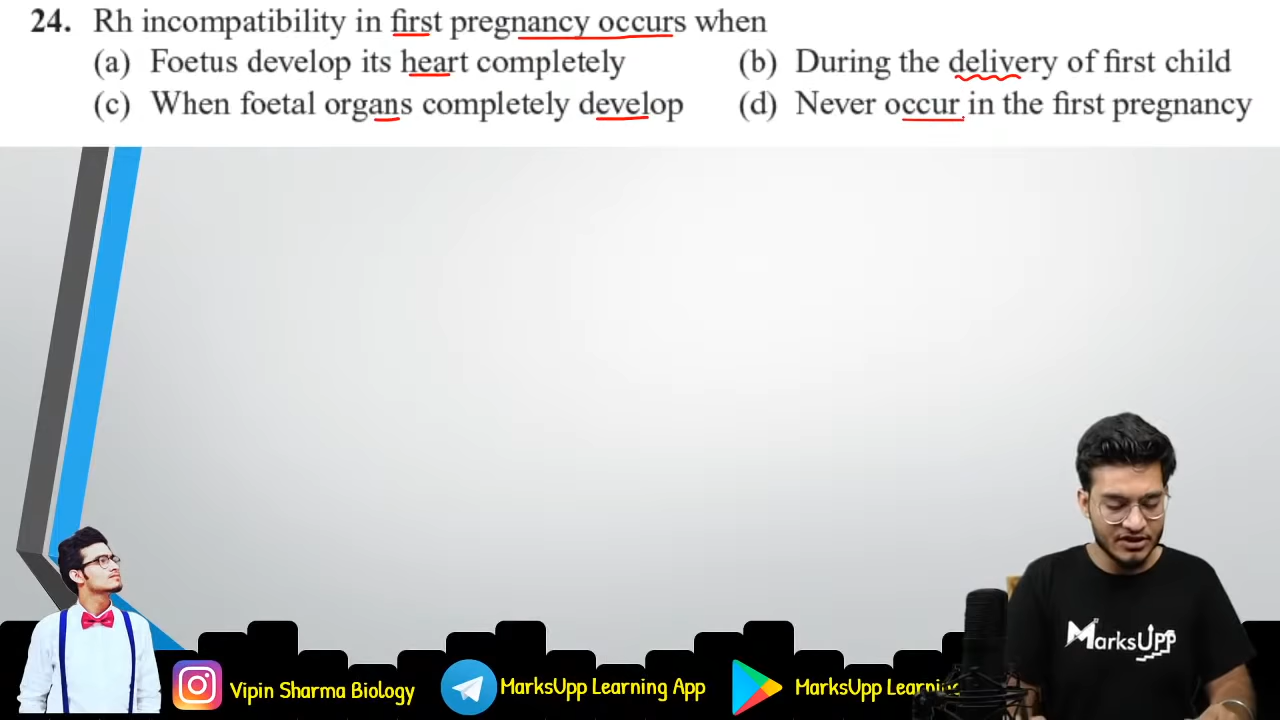 24. Rh incompatibility in first pregnancy occurs when
(a) Foetus develop its heart completely (b) During the delivery of first child
(c) When foetal organs completely develop (d) Never occur in the first pregnancy
MarksUpp
Vipin Sharma Biology MarksUpp Learning App MarksUpp Learning